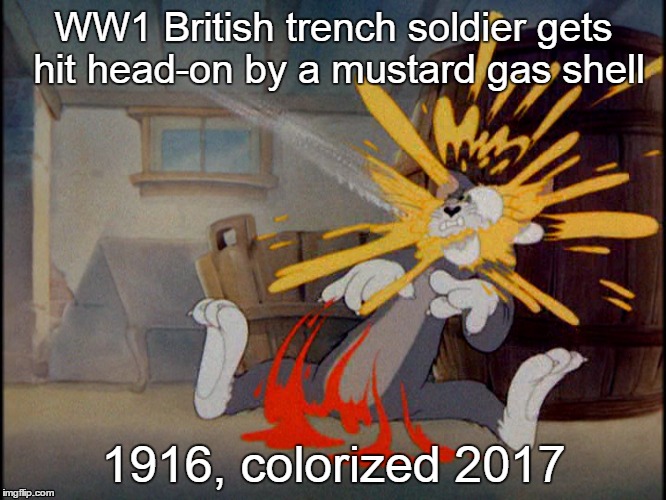 WW1 British trench soldier gets
hit head-on by a mustard gas shell
1916, colorized 2017
imgflip.com